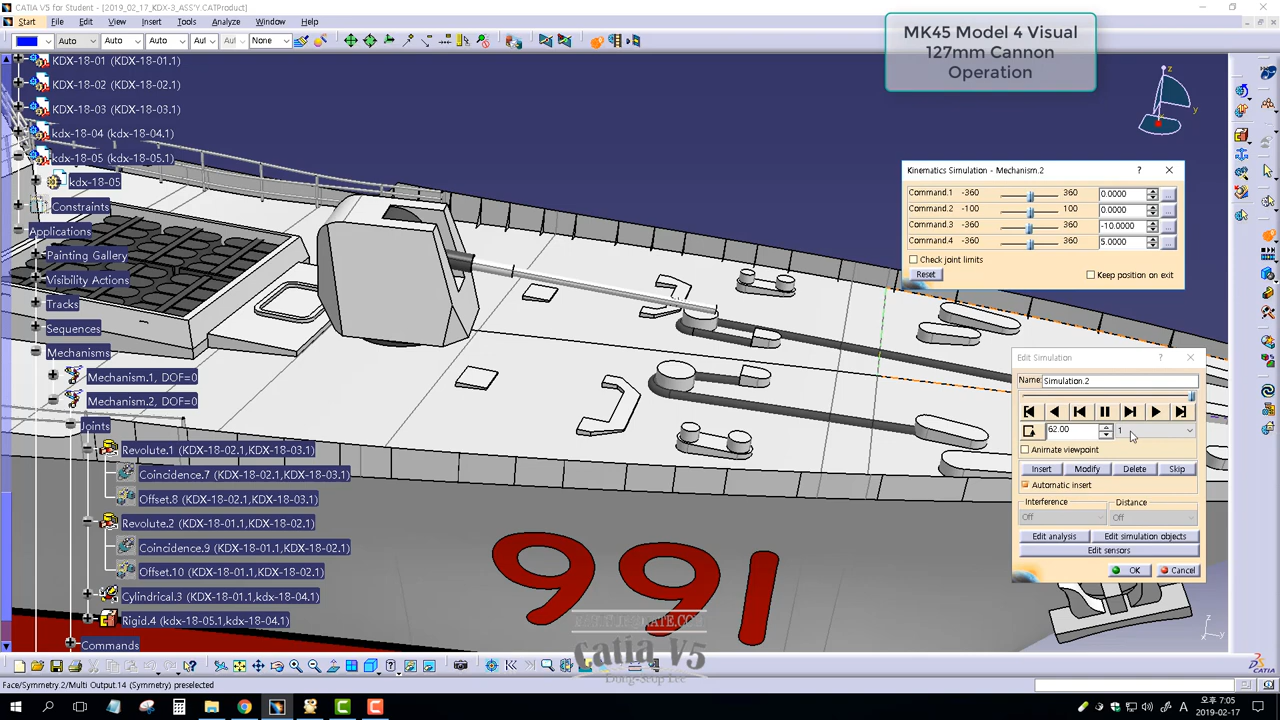 CATIA V5 for Students - [2019_02_17_KDX-3_ASS'Y.CATProduct]
Start File Edit View Insert Tools Analyze Window Help
Auto Auto Auto Aut None
MK45 Model 4 Visual
127mm Cannon
Operation
KDX-18-01 (KDX-18-01.1)
KDX-18-02 (KDX-18-02.1)
KDX-18-03 (KDX-18-03.1)
kdx-18-04 (kdx-18-04.1)
kdx-18-05 (kdx-18-05.1)
kdx-18-05
Constraints
Applications
Painting Gallery
Visibility Actions
Tracks
Sequences
Mechanisms
Mechanism.1, DOF=0
Mechanism.2, DOF=0
Joints
Revolute.1 (KDX-18-02.1,KDX-18-03.1)
Coincidence.7 (KDX-18-02.1,KDX-18-03.1)
Offset.8 (KDX-18-02.1,KDX-18-03.1)
Revolute.2 (KDX-18-01.1,KDX-18-02.1)
Coincidence.9 (KDX-18-01.1,KDX-18-02.1)
Offset.10 (KDX-18-01.1,KDX-18-02.1)
Cylindrical.3 (KDX-18-01.1,kdx-18-04.1)
Rigid.4 (kdx-18-05.1,kdx-18-04.1)
Commands
z
y
Kinematics Simulation - Mechanism.2 ?
Command.1 -360 360 0.0000 ...
Command.2 -100 100 0.0000 ...
Command.3 -360 360 -10.0000 ...
Command.4 -360 360 5.0000 ...
Check joint limits
Reset Keep position on exit
Edit Simulation ?
Name: Simulation.2
62.00 1
Animate viewpoint
Insert Modify Delete Skip
Automatic insert
Interference Distance
Off Off
Edit analysis Edit simulation objects
Edit sensors
OK Cancel
991
Catia V5
Dong-Seop Lee
Face/Symmetry.2/Multi Output.14 (Symmetry) preselected
CATIA
A 오후 7:05
2019-02-17